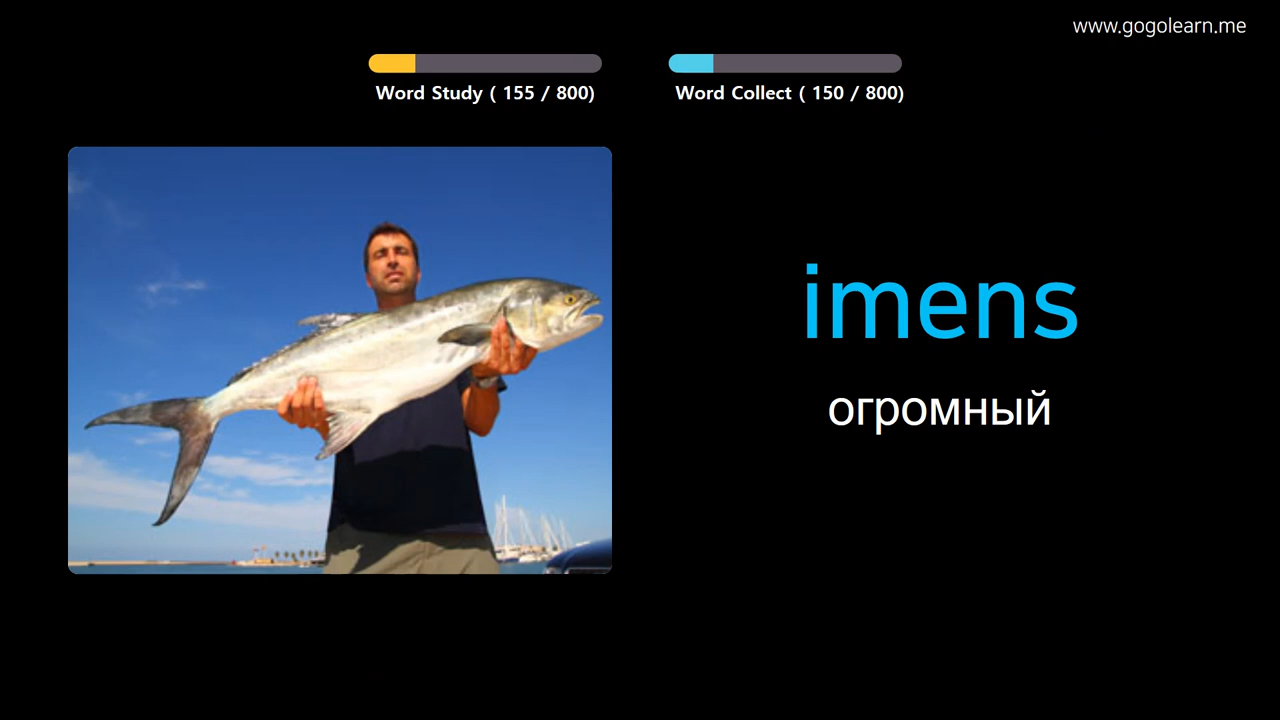 www.gogolearn.me
Word Study ( 155 / 800)
Word Collect ( 150 / 800)
imens
огромный